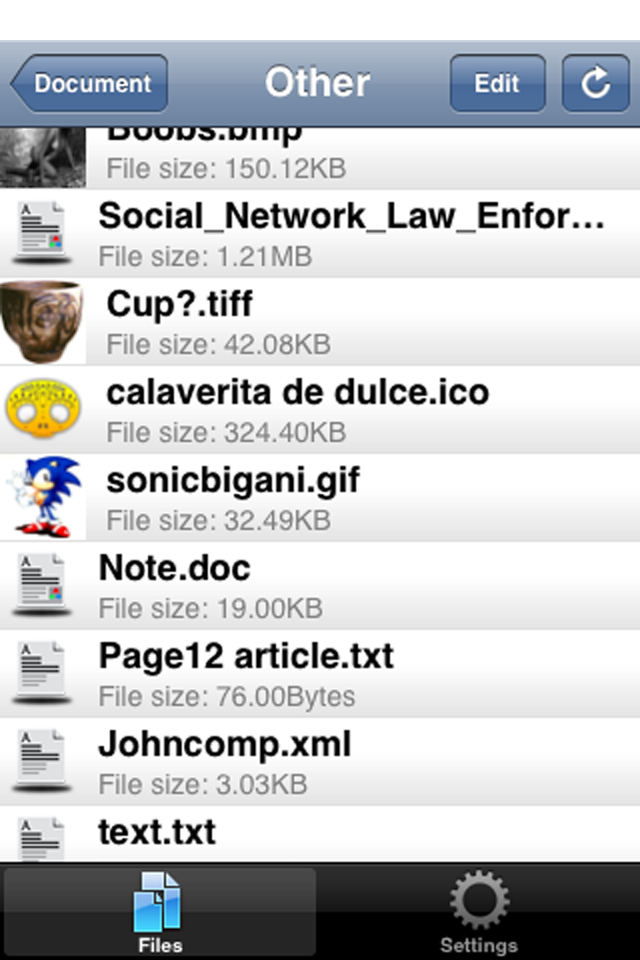 Document
Other
Edit
Boobs.bmp
File size: 150.12KB
Social_Network_Law_Enfor...
File size: 1.21MB
Cup?.tiff
File size: 42.08KB
calaverita de dulce.ico
File size: 324.40KB
sonicbigani.gif
File size: 32.49KB
Note.doc
File size: 19.00KB
Page12 article.txt
File size: 76.00Bytes
Johncomp.xml
File size: 3.03KB
text.txt
Files
Settings